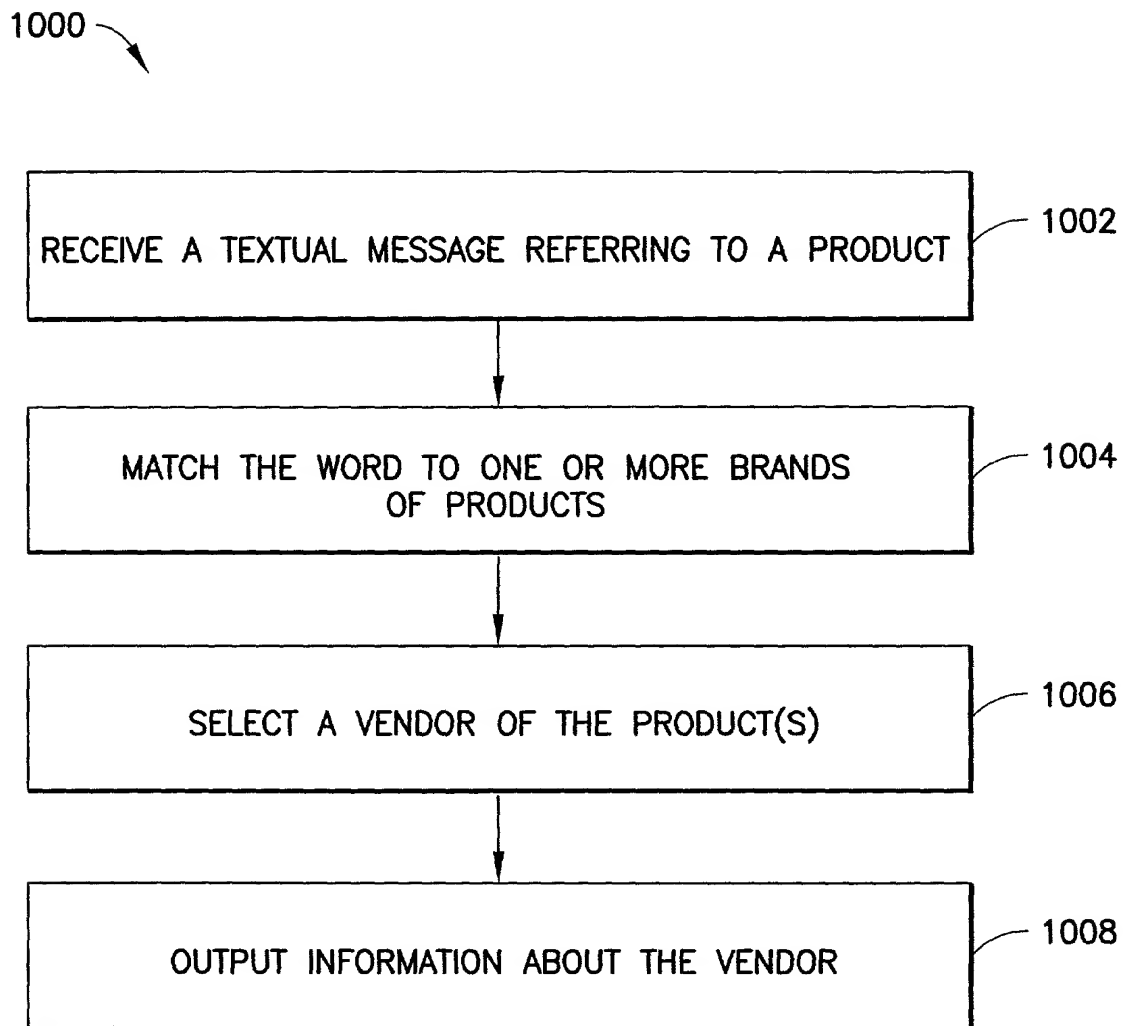 1000
RECEIVE A TEXTUAL MESSAGE REFERRING TO A PRODUCT
1002
MATCH THE WORD TO ONE OR MORE BRANDS
OF PRODUCTS
1004
SELECT A VENDOR OF THE PRODUCT(S)
1006
OUTPUT INFORMATION ABOUT THE VENDOR
1008